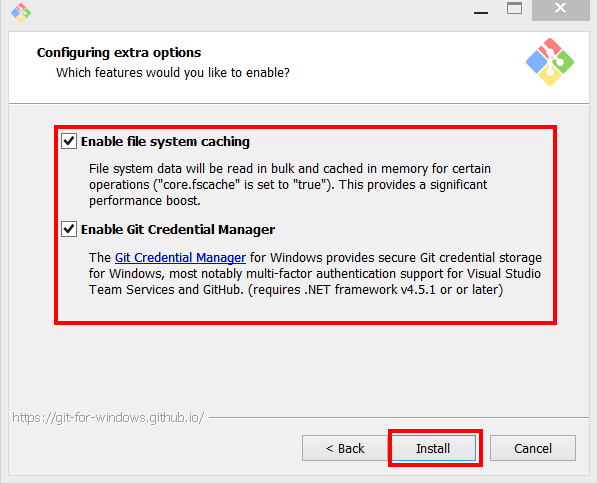 Configuring extra options
Which features would you like to enable?
Enable file system caching
File system data will be read in bulk and cached in memory for certain
operations ("core.fscache" is set to "true"). This provides a significant
performance boost.
Enable Git Credential Manager
The Git Credential Manager for Windows provides secure Git credential storage
for Windows, most notably multi-factor authentication support for Visual Studio
Team Services and GitHub. (requires .NET framework v4.5.1 or or later)
https://git-for-windows.github.io/
< Back
Install
Cancel